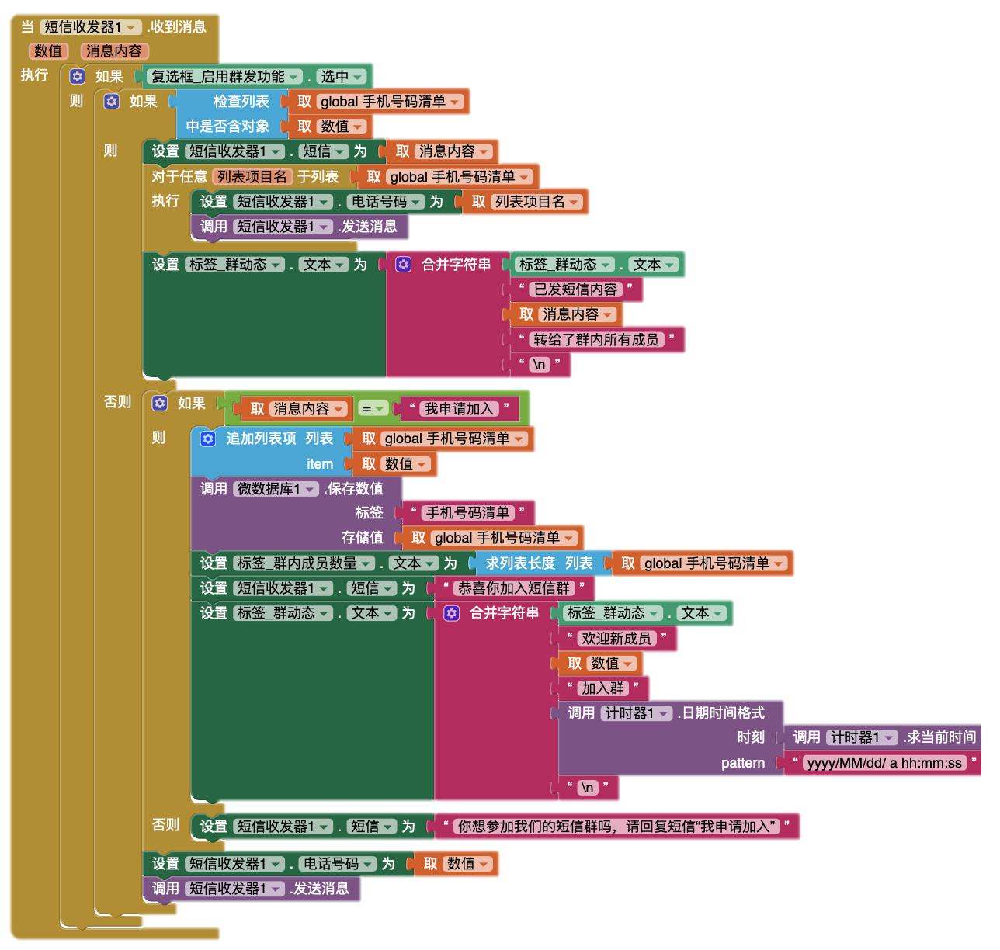 当 短信收发器1 .收到消息
数值 消息内容
执行 如果 复选框_启用群发功能 . 选中
则 如果 检查列表 取 global 手机号码清单
中是否含对象 取 数值
则 设置 短信收发器1 . 短信 为 取 消息内容
对于任意 列表项目名 于列表 取 global 手机号码清单
执行 设置 短信收发器1 . 电话号码 为 取 列表项目名
调用 短信收发器1 .发送消息
设置 标签_群动态 . 文本 为 合并字符串 标签_群动态 . 文本
“ 已发短信内容 ”
取 消息内容
“ 转给了群内所有成员 ”
“ \n ”
否则 如果 取 消息内容 = “ 我申请加入 ”
则 追加列表项 列表 取 global 手机号码清单
item 取 数值
调用 微数据库1 .保存数值
标签 “ 手机号码清单 ”
存储值 取 global 手机号码清单
设置 标签_群内成员数量 . 文本 为 求列表长度 列表 取 global 手机号码清单
设置 短信收发器1 . 短信 为 “ 恭喜你加入短信群 ”
设置 标签_群动态 . 文本 为 合并字符串 标签_群动态 . 文本
“ 欢迎新成员 ”
取 数值
“ 加入群 ”
调用 计时器1 .日期时间格式
时刻 调用 计时器1 .求当前时间
pattern “ yyyy/MM/dd/ a hh:mm:ss ”
“ \n ”
否则 设置 短信收发器1 . 短信 为 “ 你想参加我们的短信群吗，请回复短信“我申请加入” ”
设置 短信收发器1 . 电话号码 为 取 数值
调用 短信收发器1 .发送消息